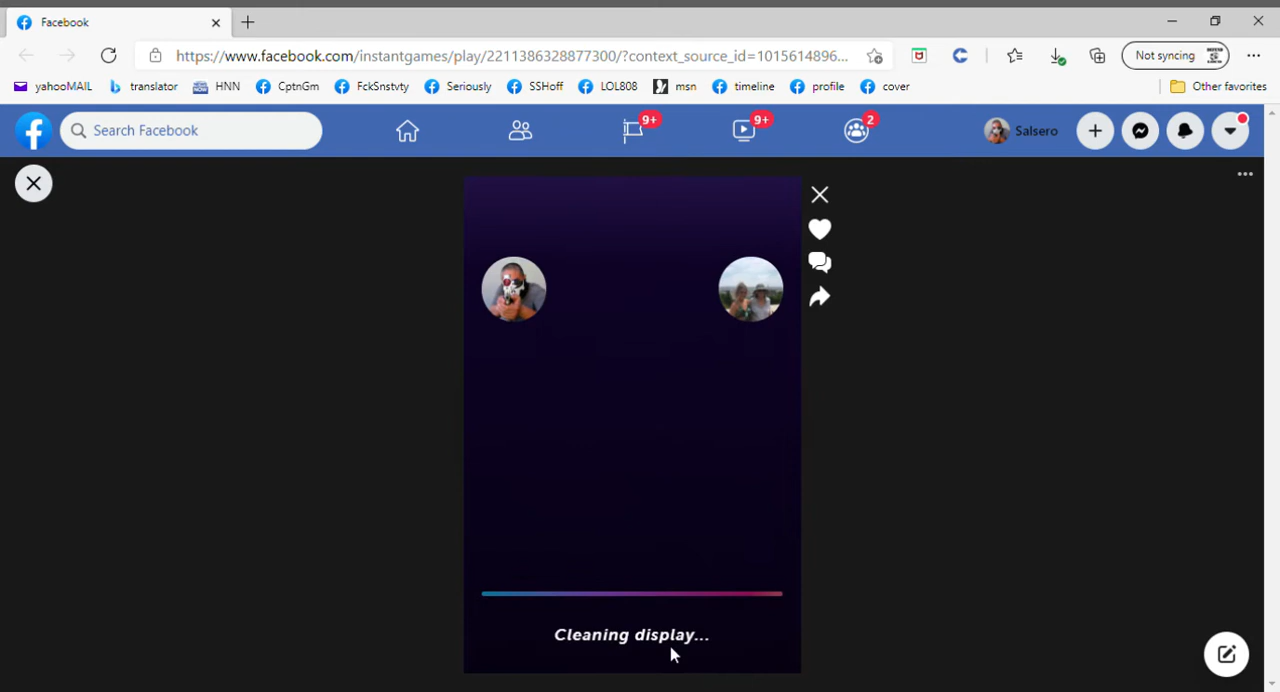 Facebook
https://www.facebook.com/instantgames/play/2211386328877300/?context_source_id=1015614896...
Not syncing
yahooMAIL translator HNN CptnGm FckSnstvty Seriously SSHoff LOL808 msn timeline profile cover Other favorites
Search Facebook 9+ 9+ 2 Salsero
Cleaning display...